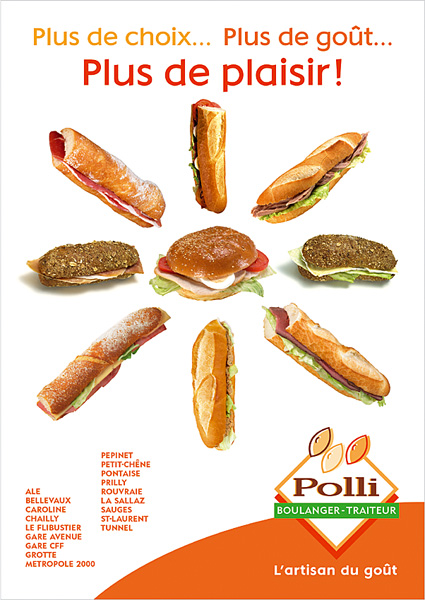 Plus de choix... Plus de goût...
Plus de plaisir!
ALE
BELLEVAUX
CAROLINE
CHAILLY
LE FLIBUSTIER
GARE AVENUE
GARE CFF
GROTTE
METROPOLE 2000
PEPINET
PETIT-CHÊNE
PONTAISE
PRILLY
ROUVRAIE
LA SALLAZ
SAUGES
ST-LAURENT
TUNNEL
Polli
BOULANGER-TRAITEUR
L'artisan du goût